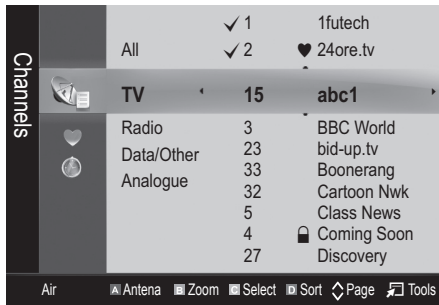 Channels
✓ 1 1futech
All ✓ 2 ♥ 24ore.tv
TV 15 abc1
Radio 3 BBC World
Data/Other 23 bid-up.tv
Analogue 33 Boonerang
32 Cartoon Nwk
5 Class News
4 Coming Soon
27 Discovery
Air A Antena B Zoom C Select D Sort Page Tools